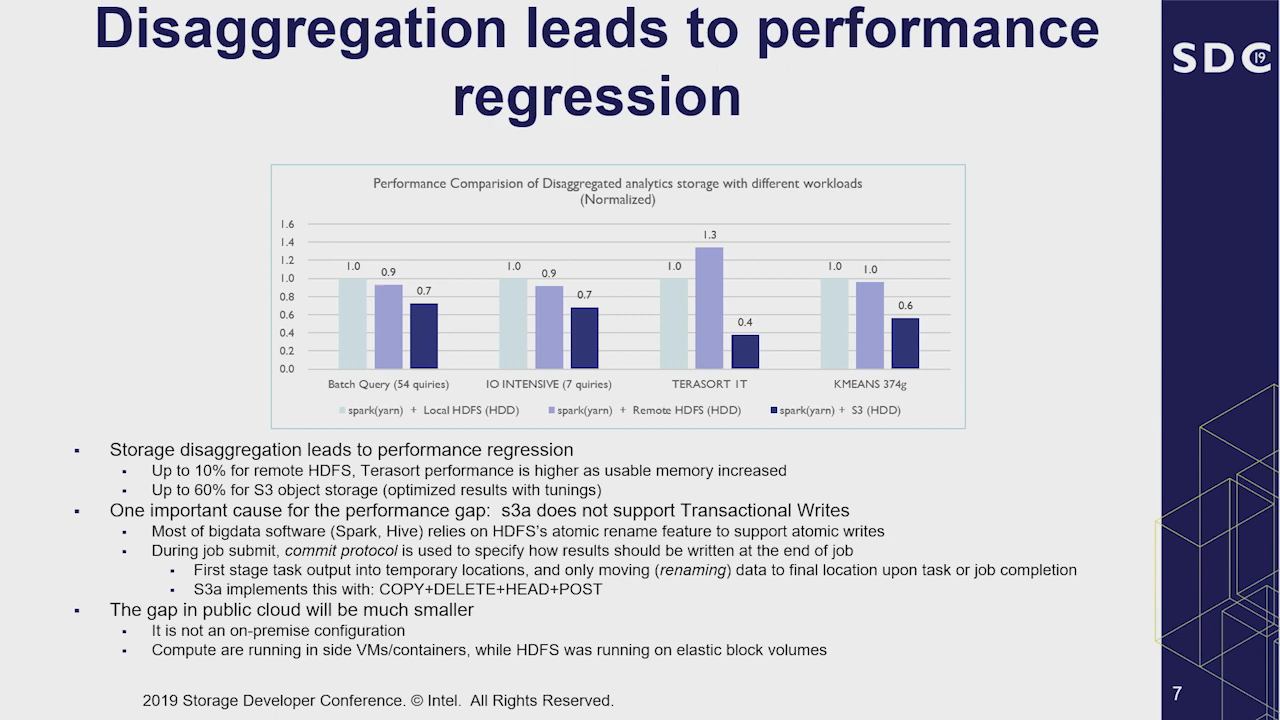 Disaggregation leads to performance
regression
SDC 19
Performance Comparision of Disaggregated analytics storage with different workloads
(Normalized)
1.6
1.4
1.2
1.0
0.8
0.6
0.4
0.2
0.0
1.0 0.9 0.7
1.0 0.9 0.7
1.0 1.3 0.4
1.0 1.0 0.6
Batch Query (54 quiries) IO INTENSIVE (7 quiries) TERASORT 1T KMEANS 374g
spark(yarn) + Local HDFS (HDD) spark(yarn) + Remote HDFS (HDD) spark(yarn) + S3 (HDD)
▪ Storage disaggregation leads to performance regression
▪ Up to 10% for remote HDFS, Terasort performance is higher as usable memory increased
▪ Up to 60% for S3 object storage (optimized results with tunings)
▪ One important cause for the performance gap: s3a does not support Transactional Writes
▪ Most of bigdata software (Spark, Hive) relies on HDFS's atomic rename feature to support atomic writes
▪ During job submit, commit protocol is used to specify how results should be written at the end of job
▪ First stage task output into temporary locations, and only moving (renaming) data to final location upon task or job completion
▪ S3a implements this with: COPY+DELETE+HEAD+POST
▪ The gap in public cloud will be much smaller
▪ It is not an on-premise configuration
▪ Compute are running in side VMs/containers, while HDFS was running on elastic block volumes
2019 Storage Developer Conference. © Intel. All Rights Reserved.
7